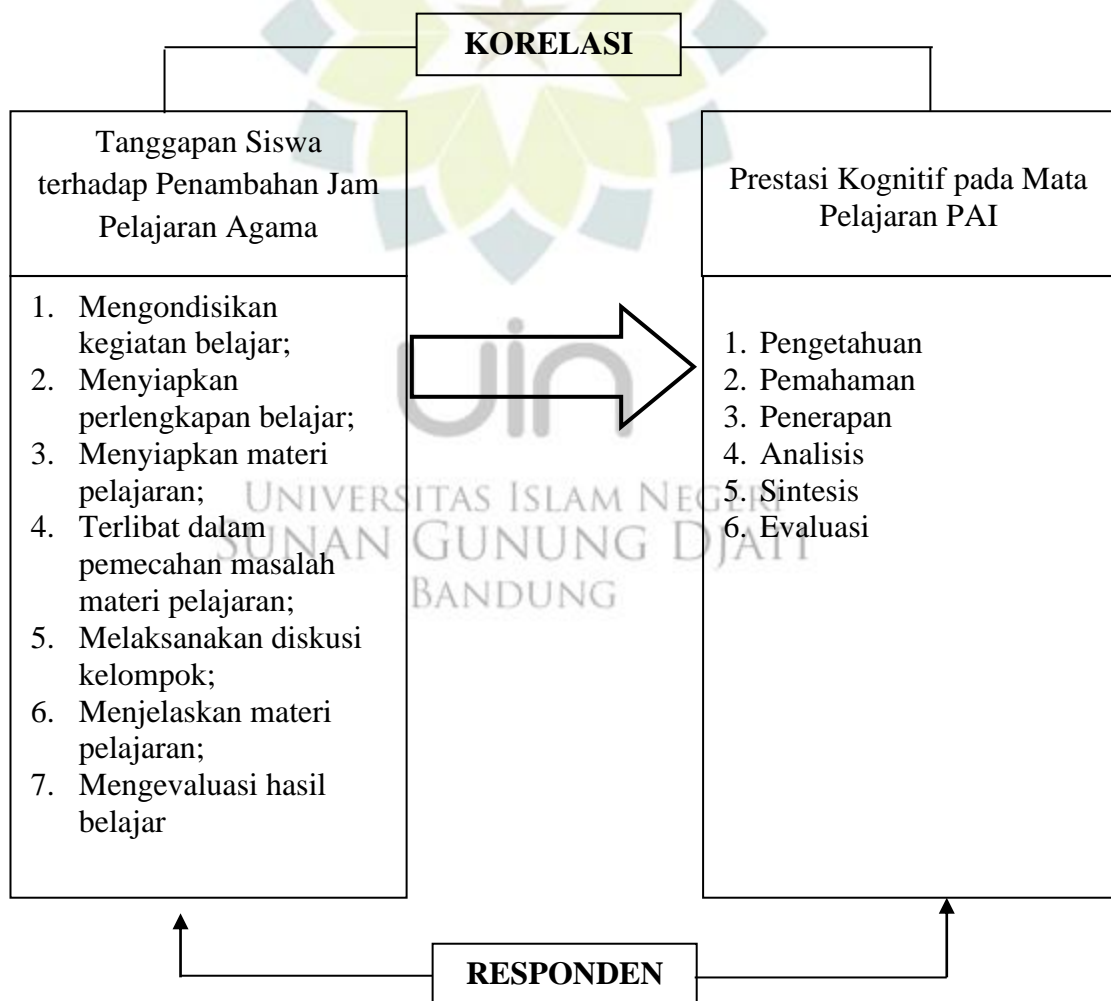 KORELASI
Tanggapan Siswa
terhadap Penambahan Jam
Pelajaran Agama
1. Mengondisikan
kegiatan belajar;
2. Menyiapkan
perlengkapan belajar;
3. Menyiapkan materi
pelajaran;
4. Terlibat dalam
pemecahan masalah
materi pelajaran;
5. Melaksanakan diskusi
kelompok;
6. Menjelaskan materi
pelajaran;
7. Mengevaluasi hasil
belajar
uin
UNIVERSITAS ISLAM NEGERI
SUNAN GUNUNG DJATI
BANDUNG
Prestasi Kognitif pada Mata
Pelajaran PAI
1. Pengetahuan
2. Pemahaman
3. Penerapan
4. Analisis
5. Sintesis
6. Evaluasi
RESPONDEN